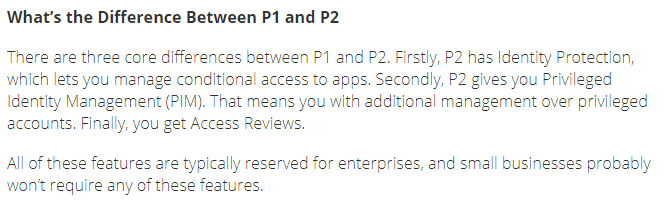 What's the Difference Between P1 and P2
There are three core differences between P1 and P2. Firstly, P2 has Identity Protection,
which lets you manage conditional access to apps. Secondly, P2 gives you Privileged
Identity Management (PIM). That means you with additional management over privileged
accounts. Finally, you get Access Reviews.
All of these features are typically reserved for enterprises, and small businesses probably
won't require any of these features.